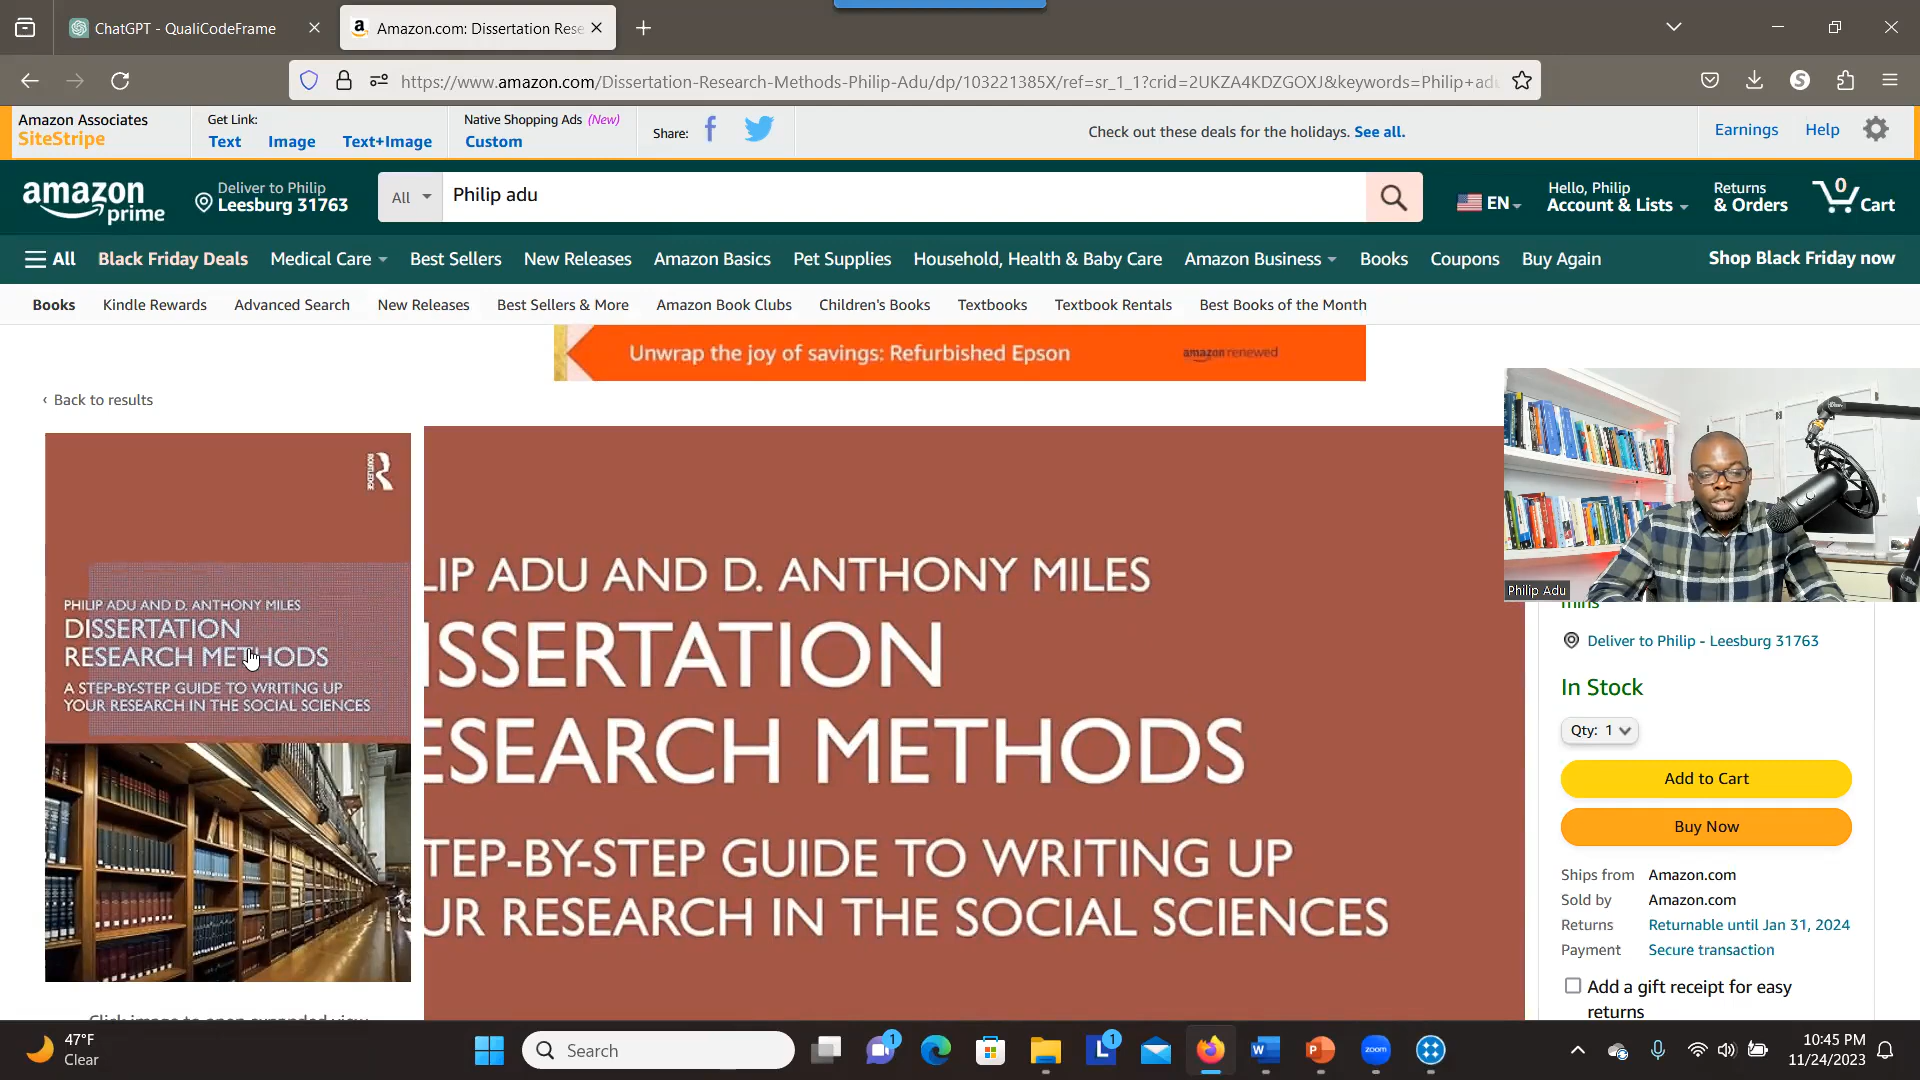 ChatGPT - QualiCodeFrame
Amazon.com: Dissertation Rese
https://www.amazon.com/Dissertation-Research-Methods-Philip-Adu/dp/103221385X/ref=sr_1_1?crid=2UKZA4KDZGOXJ&keywords=Philip+adu
Amazon Associates
SiteStripe
Get Link:
Text Image Text+Image
Native Shopping Ads (New)
Custom
Share:
Check out these deals for the holidays. See all.
Earnings Help
amazon
prime
Deliver to Philip
Leesburg 31763
All
Philip adu
EN
Hello, Philip
Account & Lists
Returns
& Orders
0
Cart
All Black Friday Deals Medical Care Best Sellers New Releases Amazon Basics Pet Supplies Household, Health & Baby Care Amazon Business Books Coupons Buy Again Shop Black Friday now
Books Kindle Rewards Advanced Search New Releases Best Sellers & More Amazon Book Clubs Children's Books Textbooks Textbook Rentals Best Books of the Month
Unwrap the joy of savings: Refurbished Epson
amazon renewed
‹ Back to results
ROUTLEDGE
PHILIP ADU AND D. ANTHONY MILES
DISSERTATION
RESEARCH METHODS
A STEP-BY-STEP GUIDE TO WRITING UP
YOUR RESEARCH IN THE SOCIAL SCIENCES
Click image to open expanded view
LIP ADU AND D. ANTHONY MILES
ISSERTATION
ESEARCH METHODS
TEP-BY-STEP GUIDE TO WRITING UP
UR RESEARCH IN THE SOCIAL SCIENCES
Philip Adu
mins
Deliver to Philip - Leesburg 31763
In Stock
Qty: 1
Add to Cart
Buy Now
Ships from Amazon.com
Sold by Amazon.com
Returns Returnable until Jan 31, 2024
Payment Secure transaction
Add a gift receipt for easy
returns
47°F
Clear
Search
1
1
zoom
10:45 PM
11/24/2023